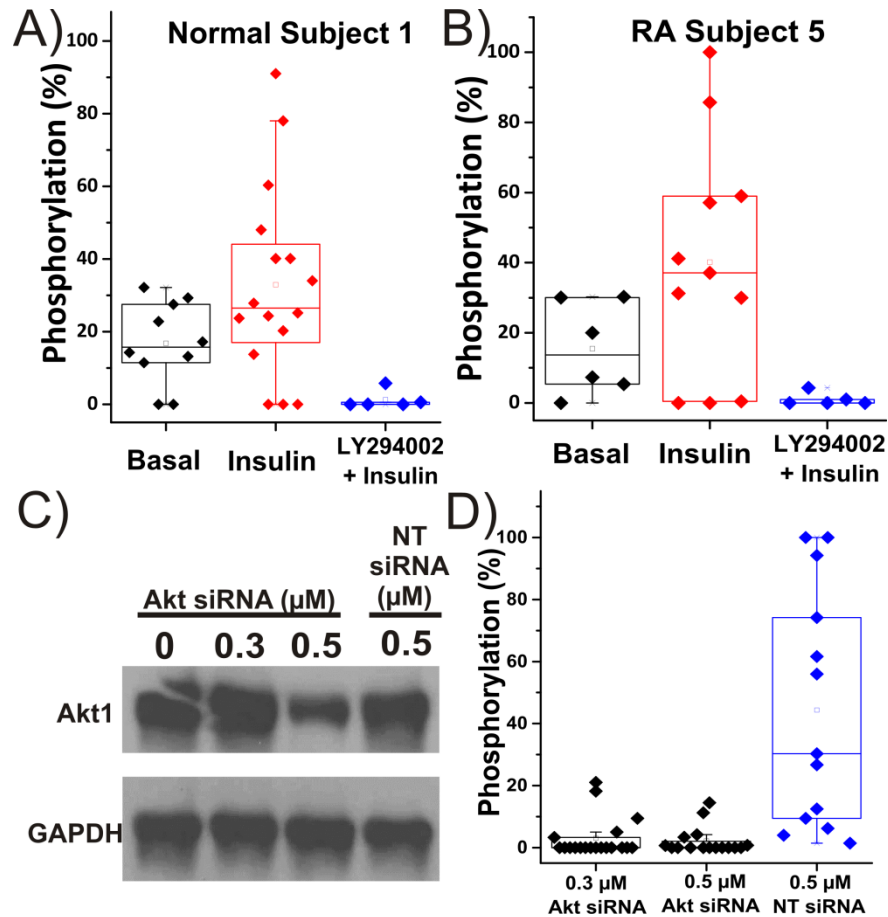 A)
Normal Subject 1
Phosphorylation (%)
100
80
60
40
20
0
Basal
Insulin
LY294002
+ Insulin
B)
RA Subject 5
Phosphorylation (%)
100
80
60
40
20
0
Basal
Insulin
LY294002
+ Insulin
C)
NT
siRNA
(µM)
Akt siRNA (µM)
0 0.3 0.5 0.5
Akt1
GAPDH
D)
Phosphorylation (%)
100
80
60
40
20
0
0.3 µM
Akt siRNA
0.5 µM
Akt siRNA
0.5 µM
NT siRNA